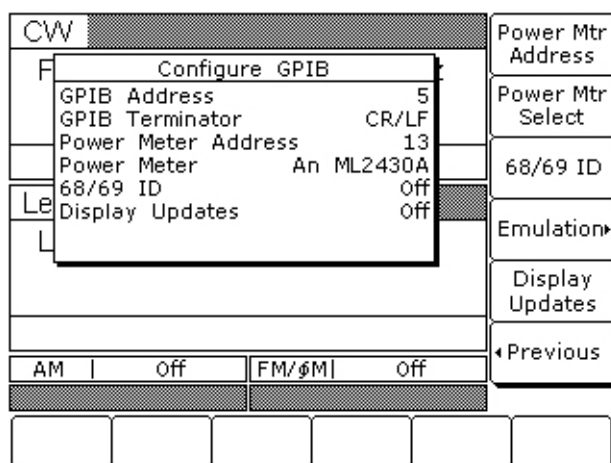 CW
F
Configure GPIB
GPIB Address 5
GPIB Terminator CR/LF
Power Meter Address 13
Power Meter An ML2430A
68/69 ID Off
Display Updates Off
Le
L
AM | Off
FM/ϕM| Off
Power Mtr
Address
Power Mtr
Select
68/69 ID
Emulation
Display
Updates
Previous